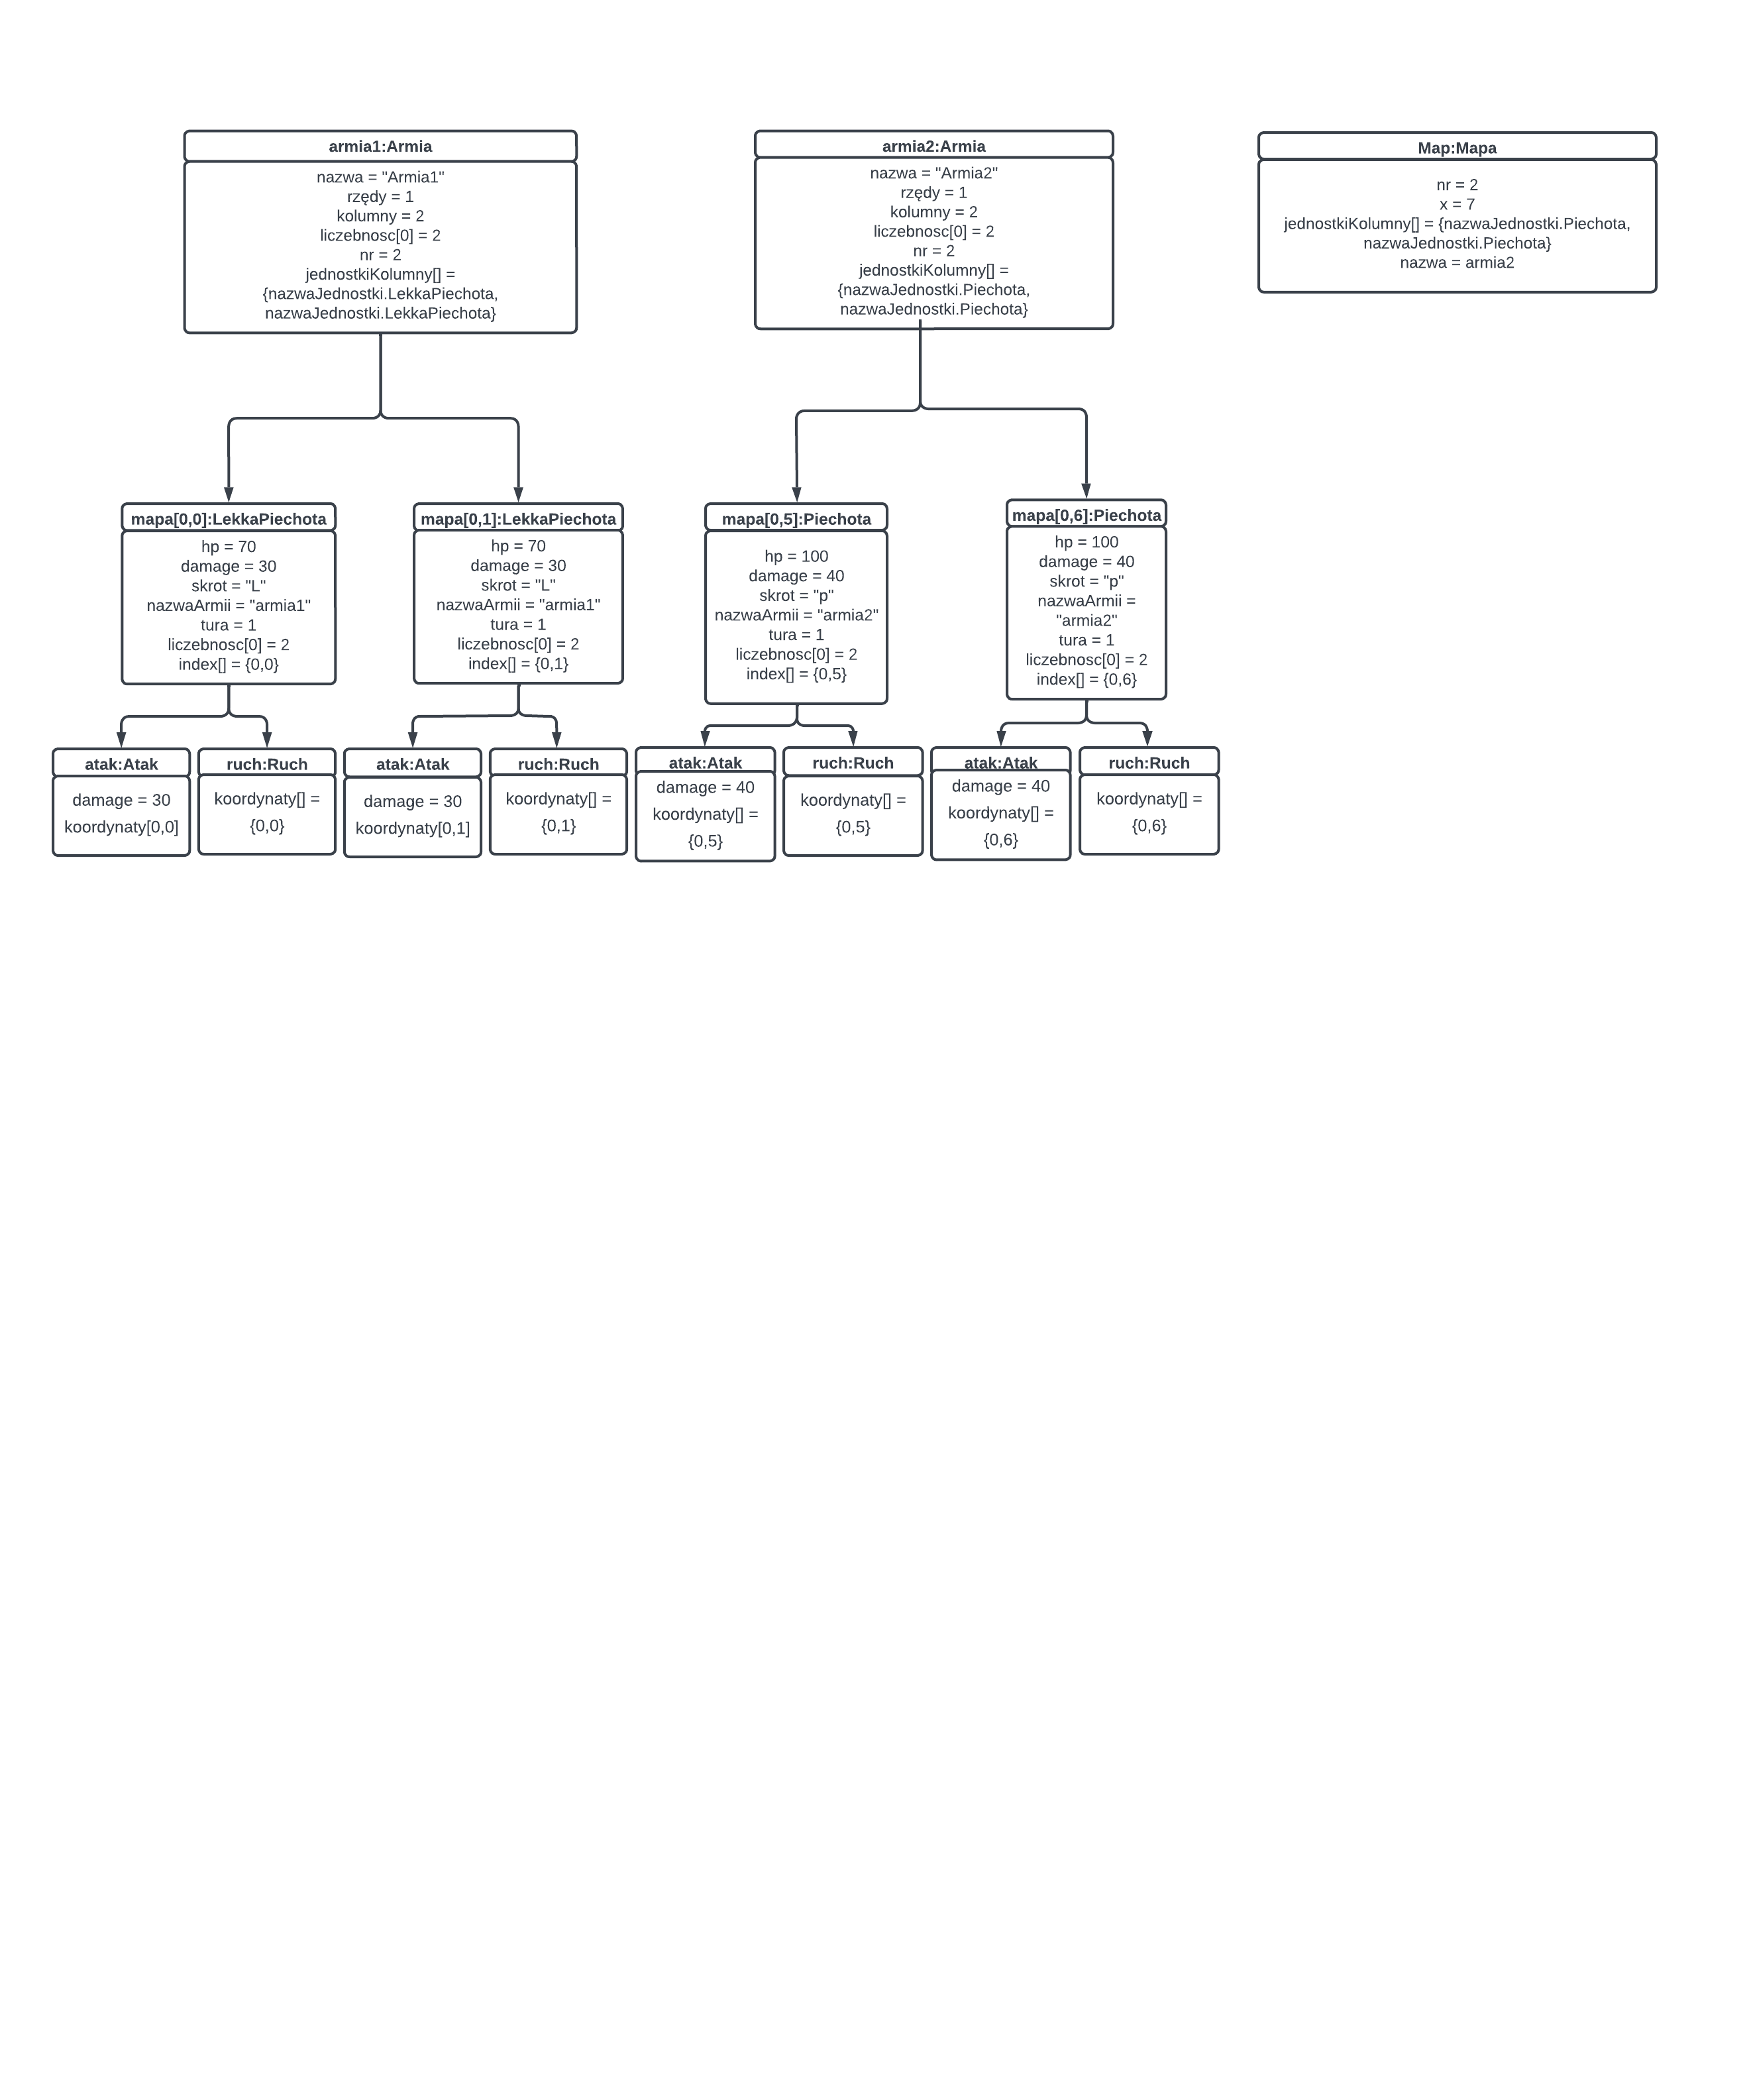 armia1:Armia
nazwa = "Armia1"
rzędy = 1
kolumny = 2
liczebnosc[0] = 2
nr = 2
jednostkiKolumny[] =
{nazwaJednostki.LekkaPiechota,
nazwaJednostki.LekkaPiechota}
armia2:Armia
nazwa = "Armia2"
rzędy = 1
kolumny = 2
liczebnosc[0] = 2
nr = 2
jednostkiKolumny[] =
{nazwaJednostki.Piechota,
nazwaJednostki.Piechota}
Map:Mapa
nr = 2
x = 7
jednostkiKolumny[] = {nazwaJednostki.Piechota,
nazwaJednostki.Piechota}
nazwa = armia2
mapa[0,0]:LekkaPiechota
hp = 70
damage = 30
skrot = "L"
nazwaArmii = "armia1"
tura = 1
liczebnosc[0] = 2
index[] = {0,0}
mapa[0,1]:LekkaPiechota
hp = 70
damage = 30
skrot = "L"
nazwaArmii = "armia1"
tura = 1
liczebnosc[0] = 2
index[] = {0,1}
mapa[0,5]:Piechota
hp = 100
damage = 40
skrot = "p"
nazwaArmii = "armia2"
tura = 1
liczebnosc[0] = 2
index[] = {0,5}
mapa[0,6]:Piechota
hp = 100
damage = 40
skrot = "p"
nazwaArmii =
"armia2"
tura = 1
liczebnosc[0] = 2
index[] = {0,6}
atak:Atak
damage = 30
koordynaty[0,0]
ruch:Ruch
koordynaty[] =
{0,0}
atak:Atak
damage = 30
koordynaty[0,1]
ruch:Ruch
koordynaty[] =
{0,1}
atak:Atak
damage = 40
koordynaty[] =
{0,5}
ruch:Ruch
koordynaty[] =
{0,5}
atak:Atak
damage = 40
koordynaty[] =
{0,6}
ruch:Ruch
koordynaty[] =
{0,6}